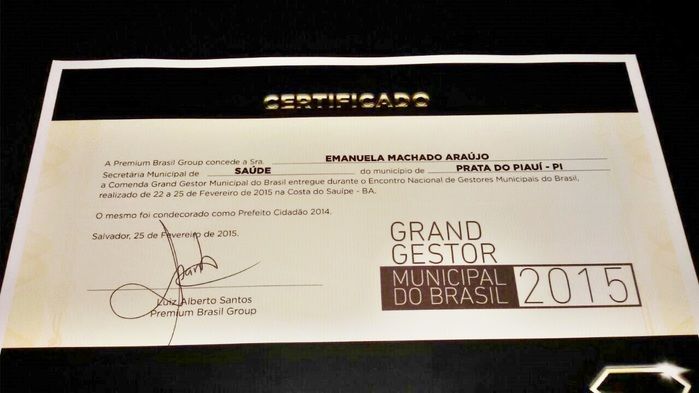 CERTIFICADO
A Premium Brasil Group concede a Sra. EMANUELA MACHADO ARAÚJO
Secretária Municipal de SAÚDE do município de PRATA DO PIAUÍ - PI
a Comenda Grand Gestor Municipal do Brasil entregue durante o Encontro Nacional de Gestores Municipais do Brasil,
realizado de 22 a 25 de Fevereiro de 2015 na Costa do Sauípe - BA.
O mesmo foi condecorado como Prefeito Cidadão 2014.
Salvador, 25 de Fevereiro de 2015.
Luiz Alberto Santos
Premium Brasil Group
GRAND
GESTOR
MUNICIPAL
DO BRASIL 2015